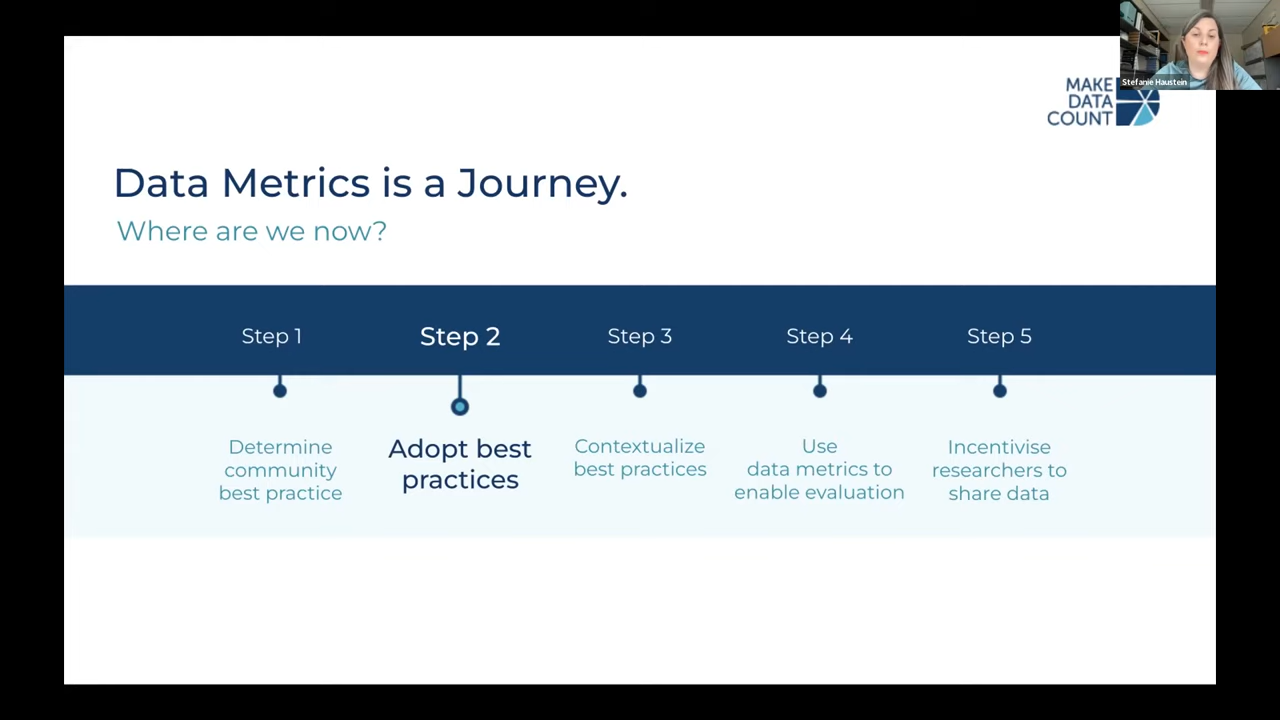 Stefanie Haustein
MAKE
DATA
COUNT
Data Metrics is a Journey.
Where are we now?
Step 1
Step 2
Step 3
Step 4
Step 5
Determine
community
best practice
Adopt best
practices
Contextualize
best practices
Use
data metrics to
enable evaluation
Incentivise
researchers to
share data